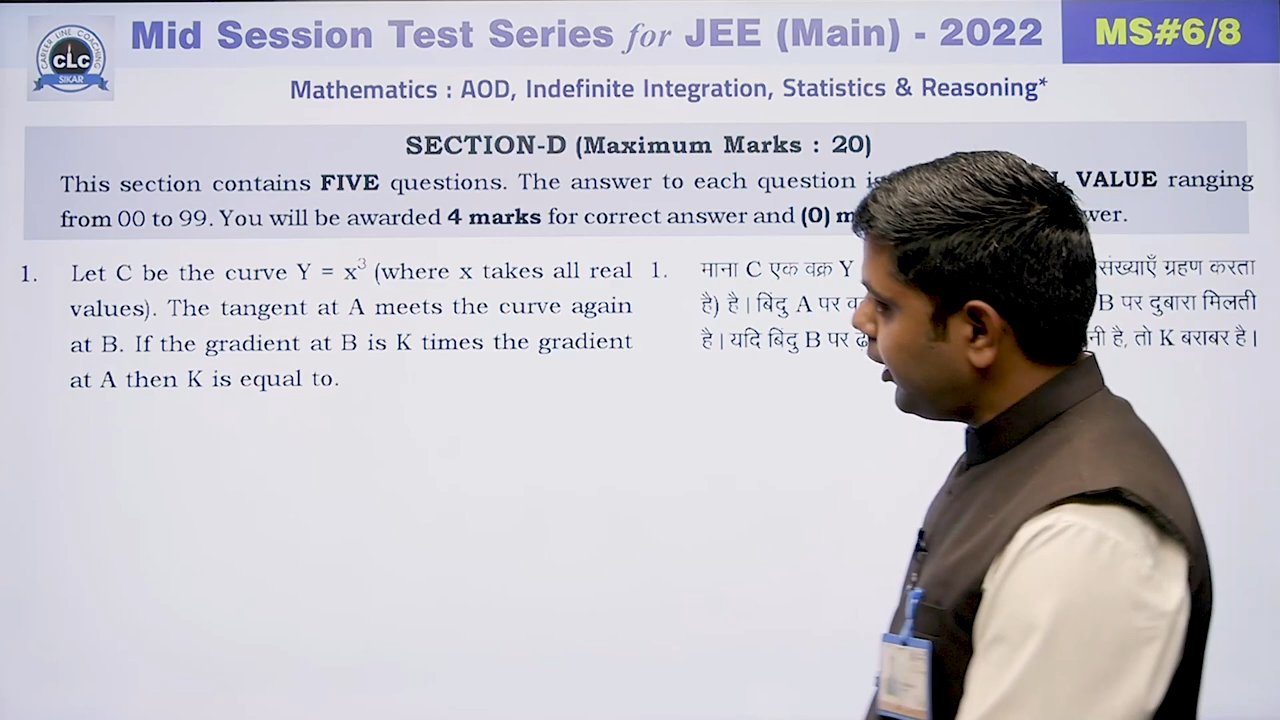 Mid Session Test Series for JEE (Main) - 2022
MS#6/8
CAREER LINE COACHING
CLC
SIKAR
Mathematics : AOD, Indefinite Integration, Statistics & Reasoning*
SECTION-D (Maximum Marks : 20)
This section contains FIVE questions. The answer to each question is VALUE ranging
from 00 to 99. You will be awarded 4 marks for correct answer and (0)
1. Let C be the curve Y = x³ (where x takes all real
values). The tangent at A meets the curve again
at B. If the gradient at B is K times the gradient
at A then K is equal to.
1. माना C एक वक्र Y संख्याएँ ग्रहण करता
है) है। बिंदु A पर B पर दुबारा मिलती
है। यदि बिंदु B पर है, तो K बराबर है।